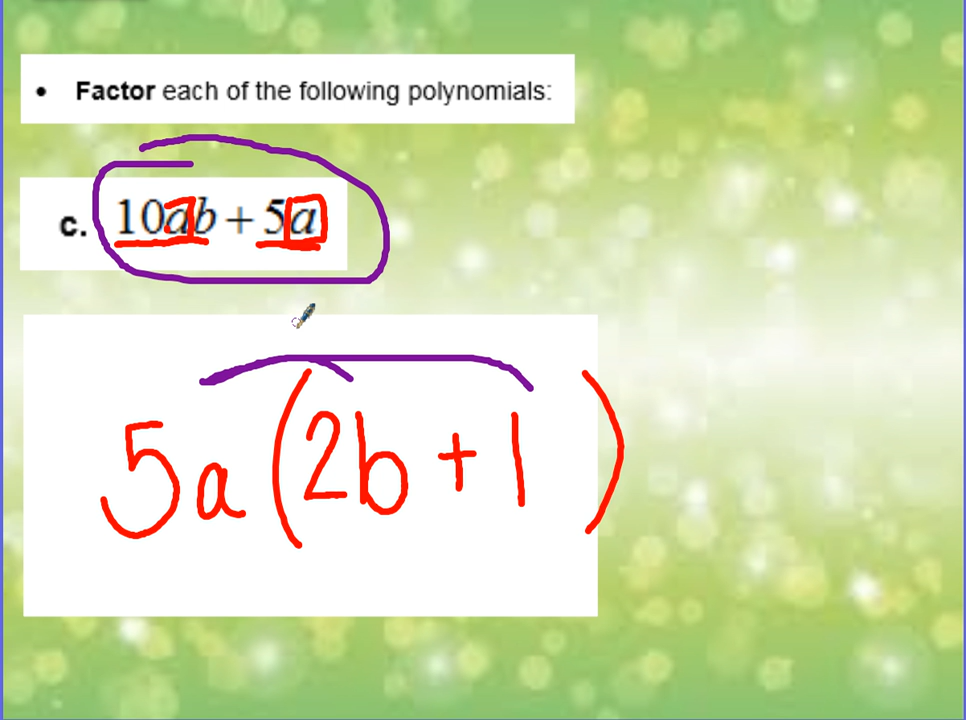 • Factor each of the following polynomials:
c. 10ab + 5a
5a(2b+1)